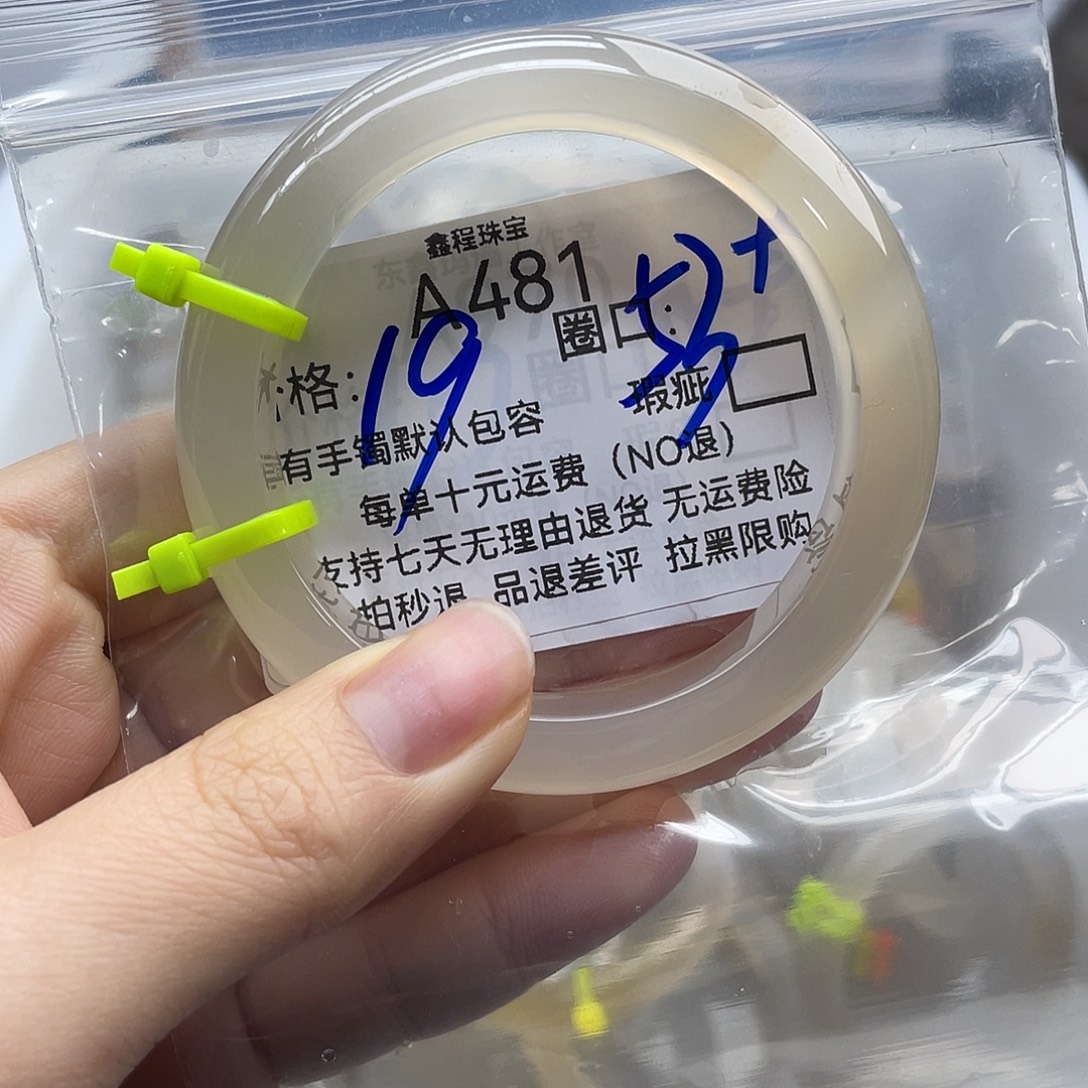 鑫程珠宝
A481
圈口: 53+
格: 19
瑕疵
有手镯默认包容
每单十元运费 (NO退)
支持七天无理由退货 无运费险
拍秒退 品退差评 拉黑限购